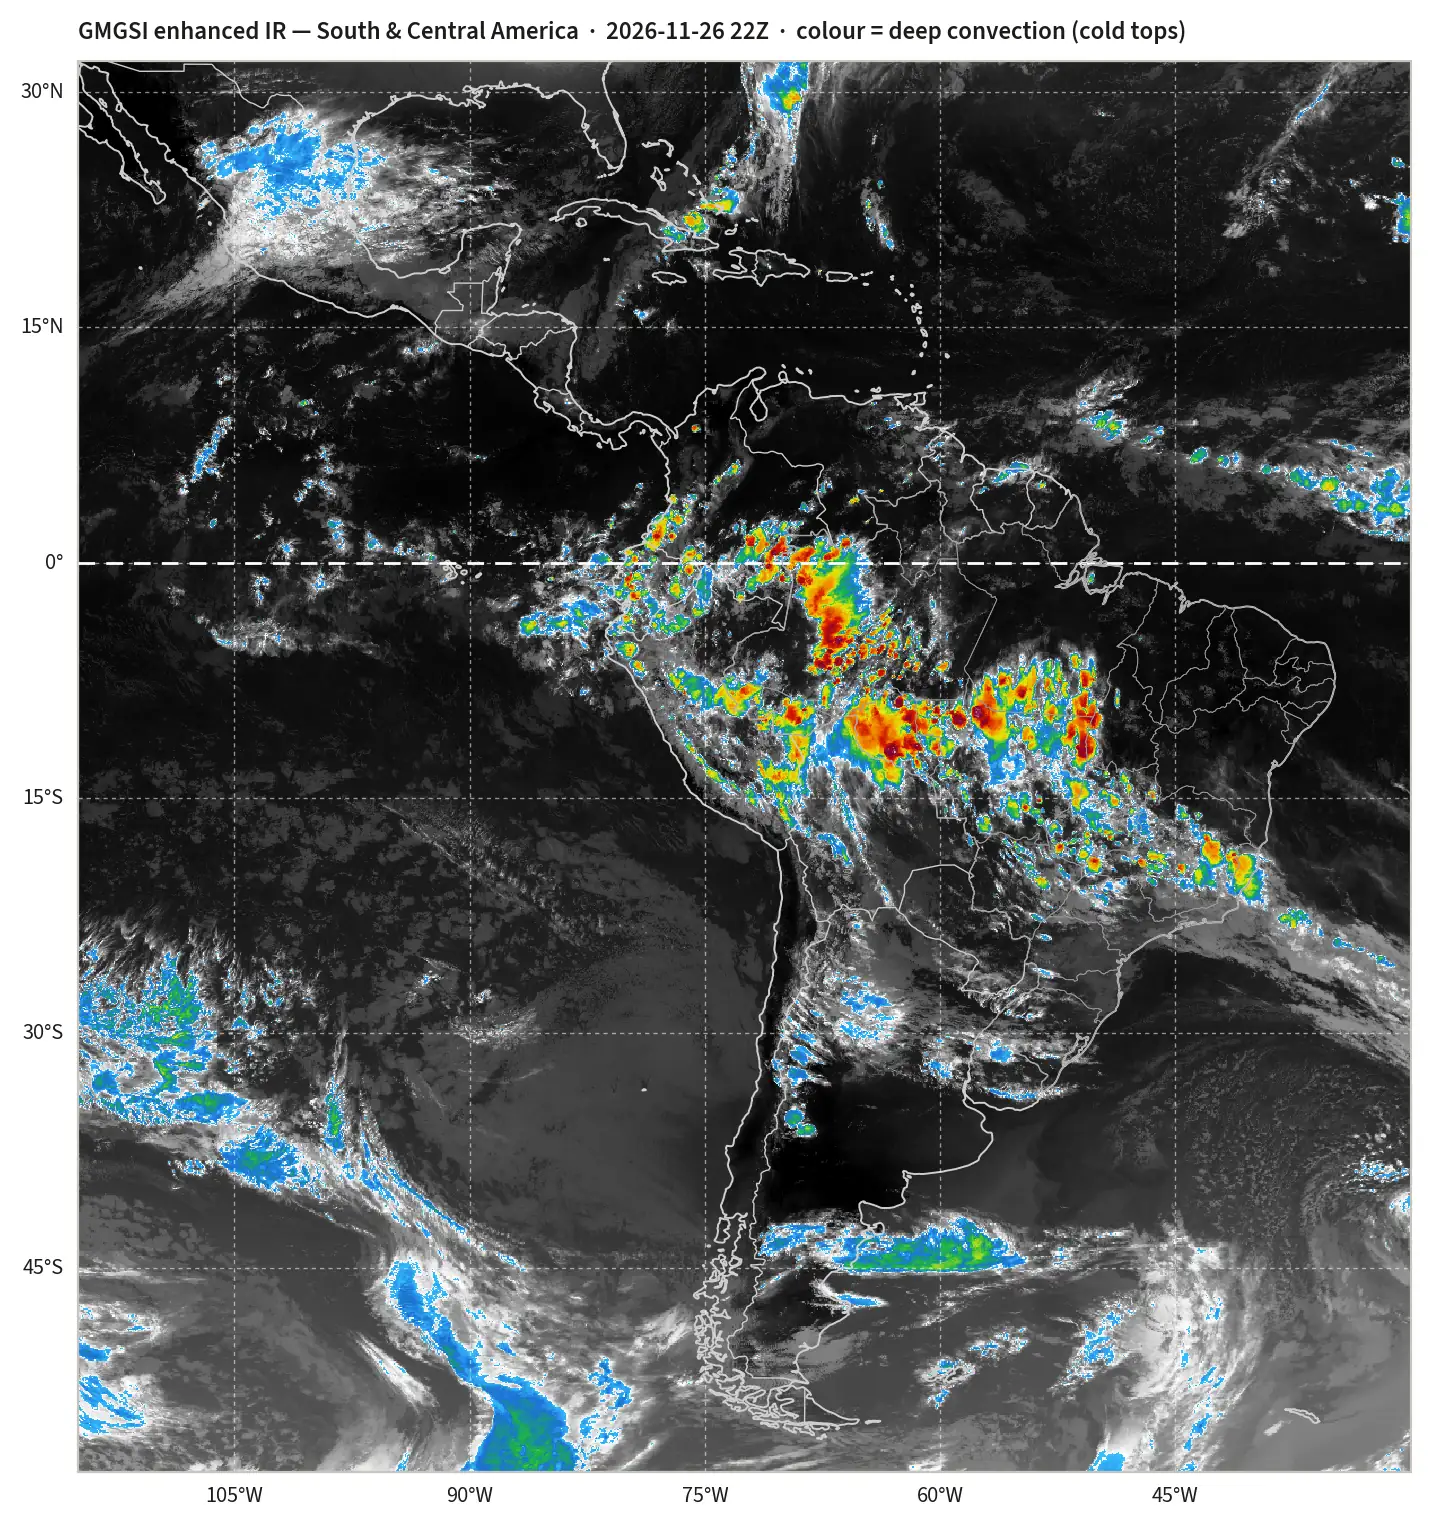 GMGSI enhanced IR — South & Central America · 2026-11-26 22Z · colour = deep convection (cold tops)
30°N
15°N
0°
15°S
30°S
45°S
105°W 90°W 75°W 60°W 45°W